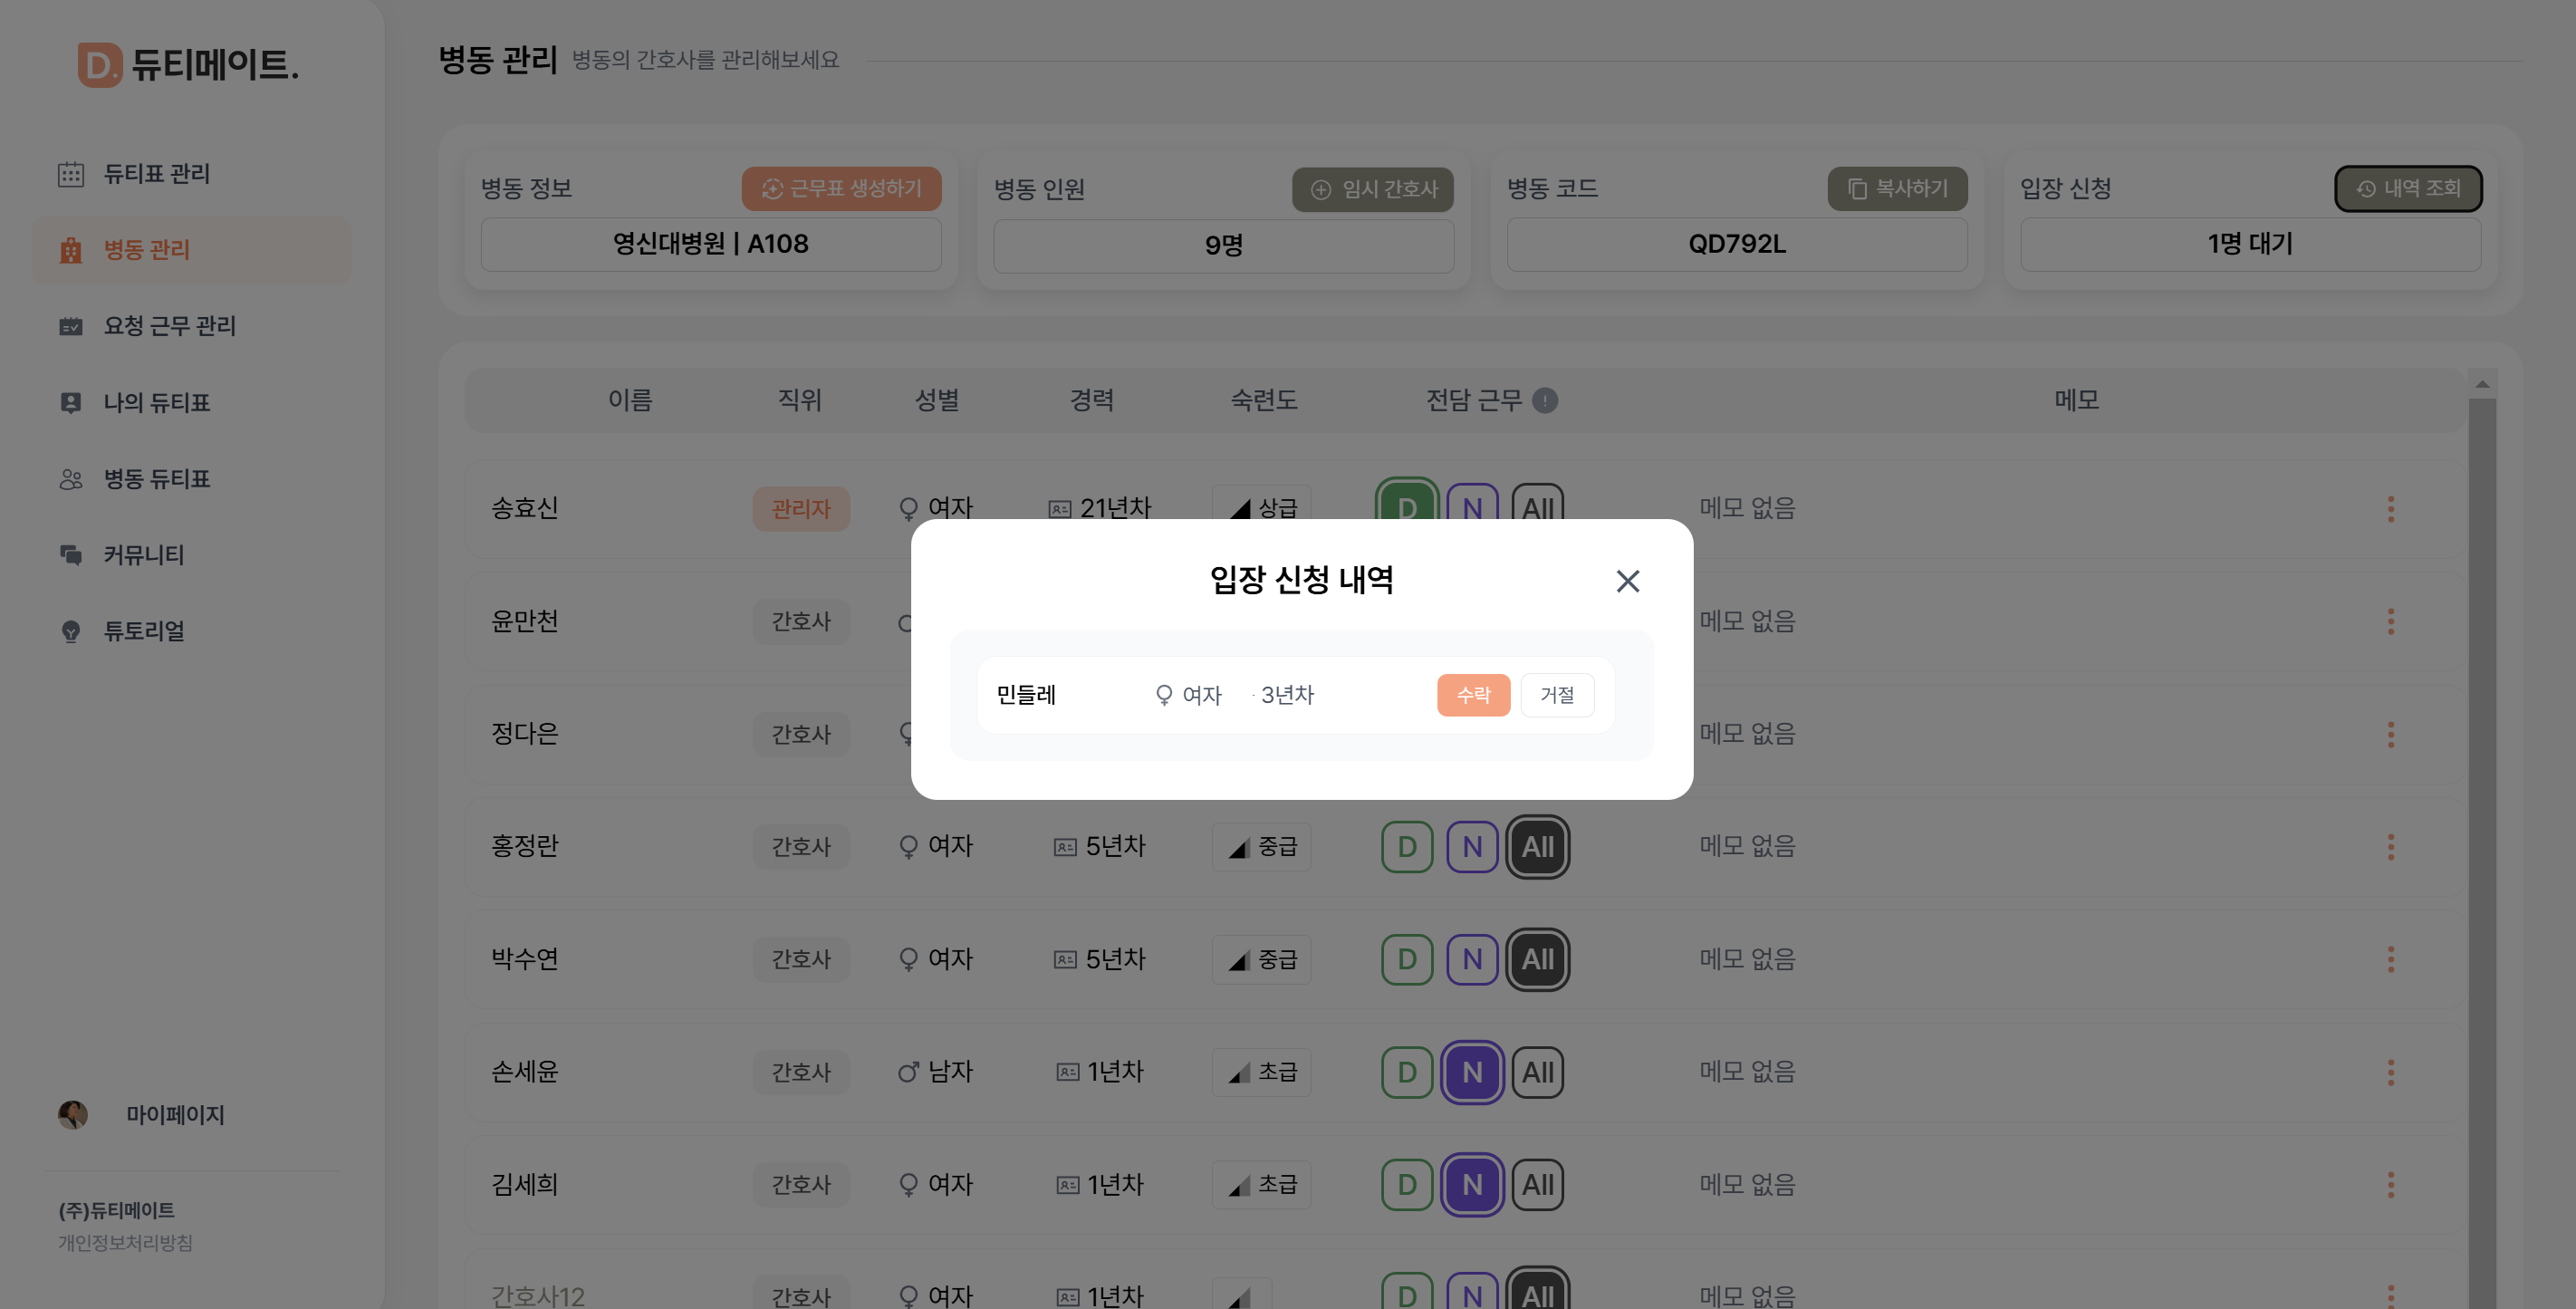 D. 듀티메이트.
듀티표 관리
병동 관리
요청 근무 관리
나의 듀티표
병동 듀티표
커뮤니티
튜토리얼
마이페이지
(주)듀티메이트
개인정보처리방침
병동 관리 병동의 간호사를 관리해보세요
병동 정보 근무표 생성하기
영신대병원 | A108
병동 인원 임시 간호사
9명
병동 코드 복사하기
QD792L
입장 신청 내역 조회
1명 대기
이름 직위 성별 경력 숙련도 전담 근무 ! 메모
송효신 관리자 여자 21년차 상급 D N All 메모 없음
윤만천 간호사 메모 없음
정다은 간호사 메모 없음
입장 신청 내역
민들레 여자 · 3년차 수락 거절
홍정란 간호사 여자 5년차 중급 D N All 메모 없음
박수연 간호사 여자 5년차 중급 D N All 메모 없음
손세윤 간호사 남자 1년차 초급 D N All 메모 없음
김세희 간호사 여자 1년차 초급 D N All 메모 없음
간호사12 간호사 여자 1년차 D N All 메모 없음